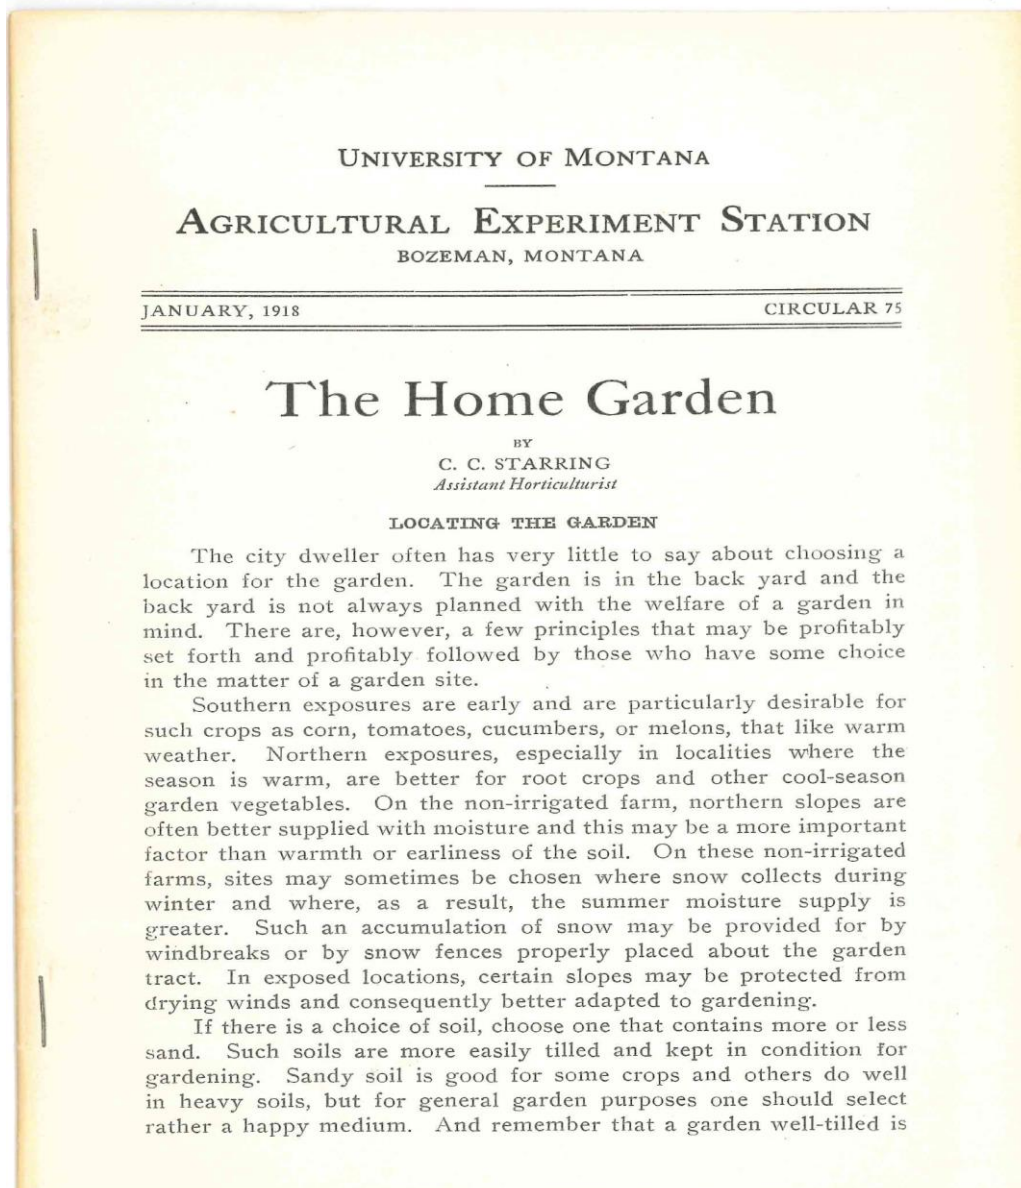 UNIVERSITY OF MONTANA
AGRICULTURAL EXPERIMENT STATION
BOZEMAN, MONTANA
JANUARY, 1918 CIRCULAR 75
The Home Garden
BY
C. C. STARRING
Assistant Horticulturist
LOCATING THE GARDEN
The city dweller often has very little to say about choosing a
location for the garden. The garden is in the back yard and the
back yard is not always planned with the welfare of a garden in
mind. There are, however, a few principles that may be profitably
set forth and profitably followed by those who have some choice
in the matter of a garden site.
Southern exposures are early and are particularly desirable for
such crops as corn, tomatoes, cucumbers, or melons, that like warm
weather. Northern exposures, especially in localities where the
season is warm, are better for root crops and other cool-season
garden vegetables. On the non-irrigated farm, northern slopes are
often better supplied with moisture and this may be a more important
factor than warmth or earliness of the soil. On these non-irrigated
farms, sites may sometimes be chosen where snow collects during
winter and where, as a result, the summer moisture supply is
greater. Such an accumulation of snow may be provided for by
windbreaks or by snow fences properly placed about the garden
tract. In exposed locations, certain slopes may be protected from
drying winds and consequently better adapted to gardening.
If there is a choice of soil, choose one that contains more or less
sand. Such soils are more easily tilled and kept in condition for
gardening. Sandy soil is good for some crops and others do well
in heavy soils, but for general garden purposes one should select
rather a happy medium. And remember that a garden well-tilled is